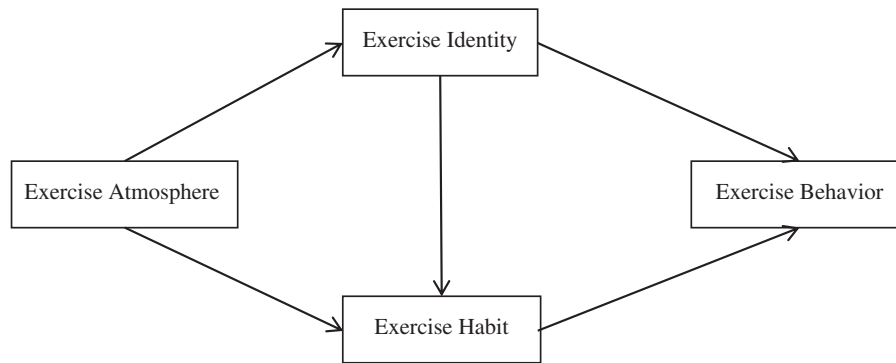 Exercise Identity
Exercise Atmosphere
Exercise Behavior
Exercise Habit